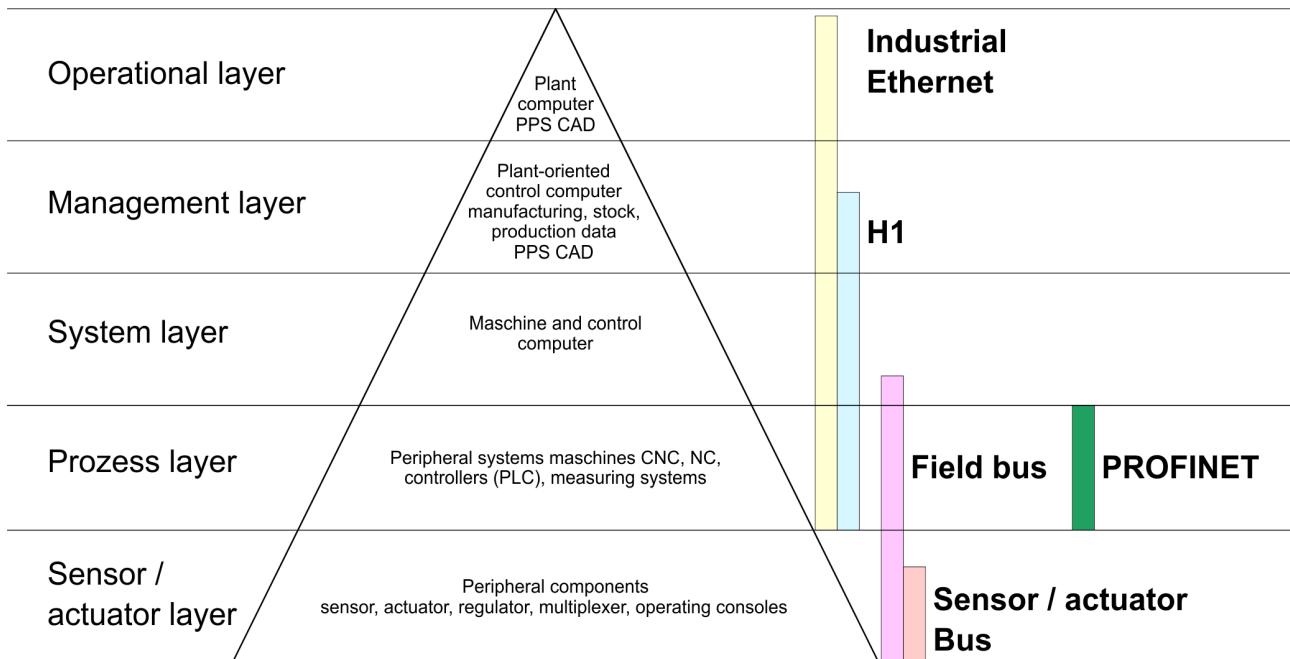 Operational layer
Plant
computer
PPS CAD
Industrial
Ethernet
Management layer
Plant-oriented
control computer
manufacturing, stock,
production data
PPS CAD
H1
System layer
Maschine and control
computer
Prozess layer
Peripheral systems maschines CNC, NC,
controllers (PLC), measuring systems
Field bus
PROFINET
Sensor /
actuator layer
Peripheral components
sensor, actuator, regulator, multiplexer, operating consoles
Sensor / actuator
Bus